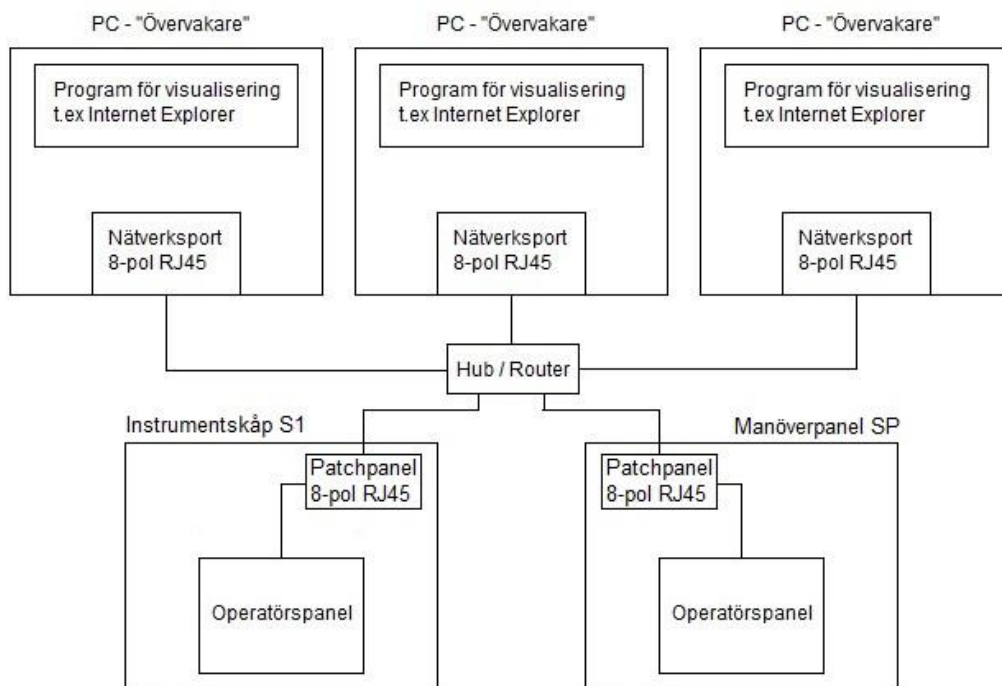 PC - "Övervakare"
Program för visualisering
t.ex Internet Explorer
Nätverksport
8-pol RJ45
PC - "Övervakare"
Program för visualisering
t.ex Internet Explorer
Nätverksport
8-pol RJ45
PC - "Övervakare"
Program för visualisering
t.ex Internet Explorer
Nätverksport
8-pol RJ45
Hub / Router
Instrumentskåp S1
Patchpanel
8-pol RJ45
Operatörspanel
Manöverpanel SP
Patchpanel
8-pol RJ45
Operatörspanel